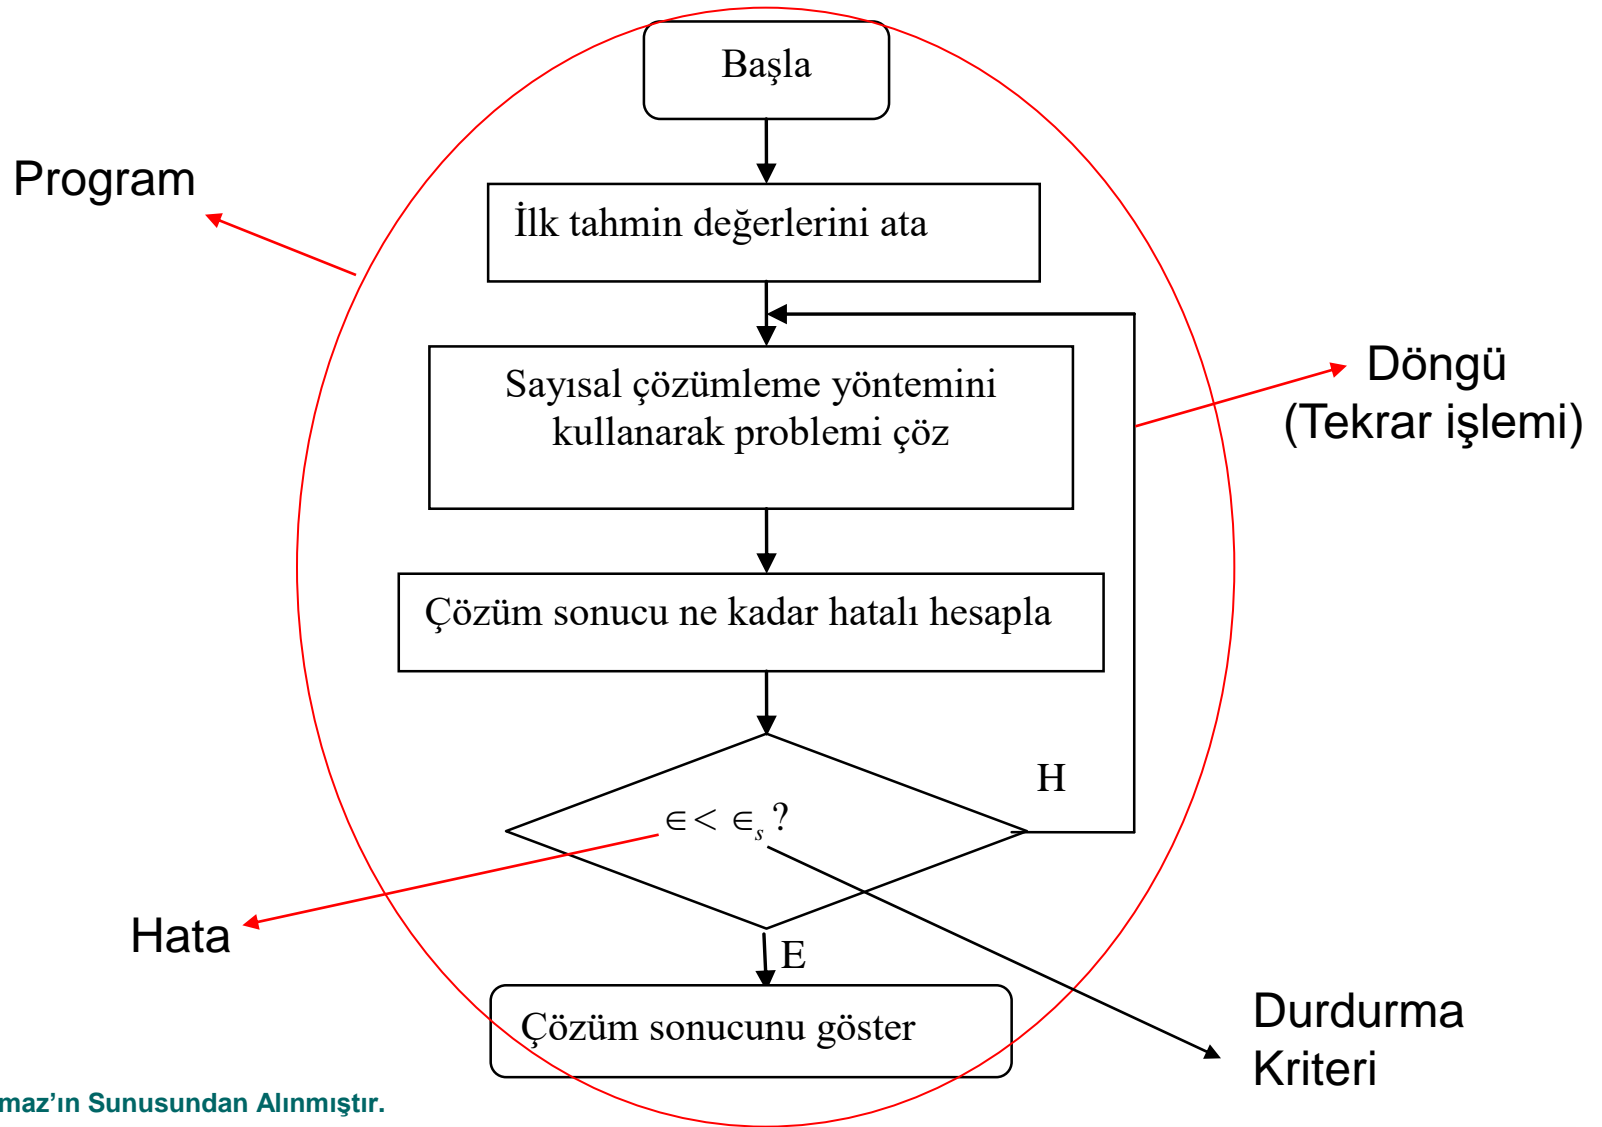 Başla
Program
İlk tahmin değerlerini ata
Sayısal çözümleme yöntemini
kullanarak problemi çöz
Döngü
(Tekrar işlemi)
Çözüm sonucu ne kadar hatalı hesapla
H
∈< ∈s ?
Hata
E
Çözüm sonucunu göster
Durdurma
Kriteri
maz’ın Sunusundan Alınmıştır.